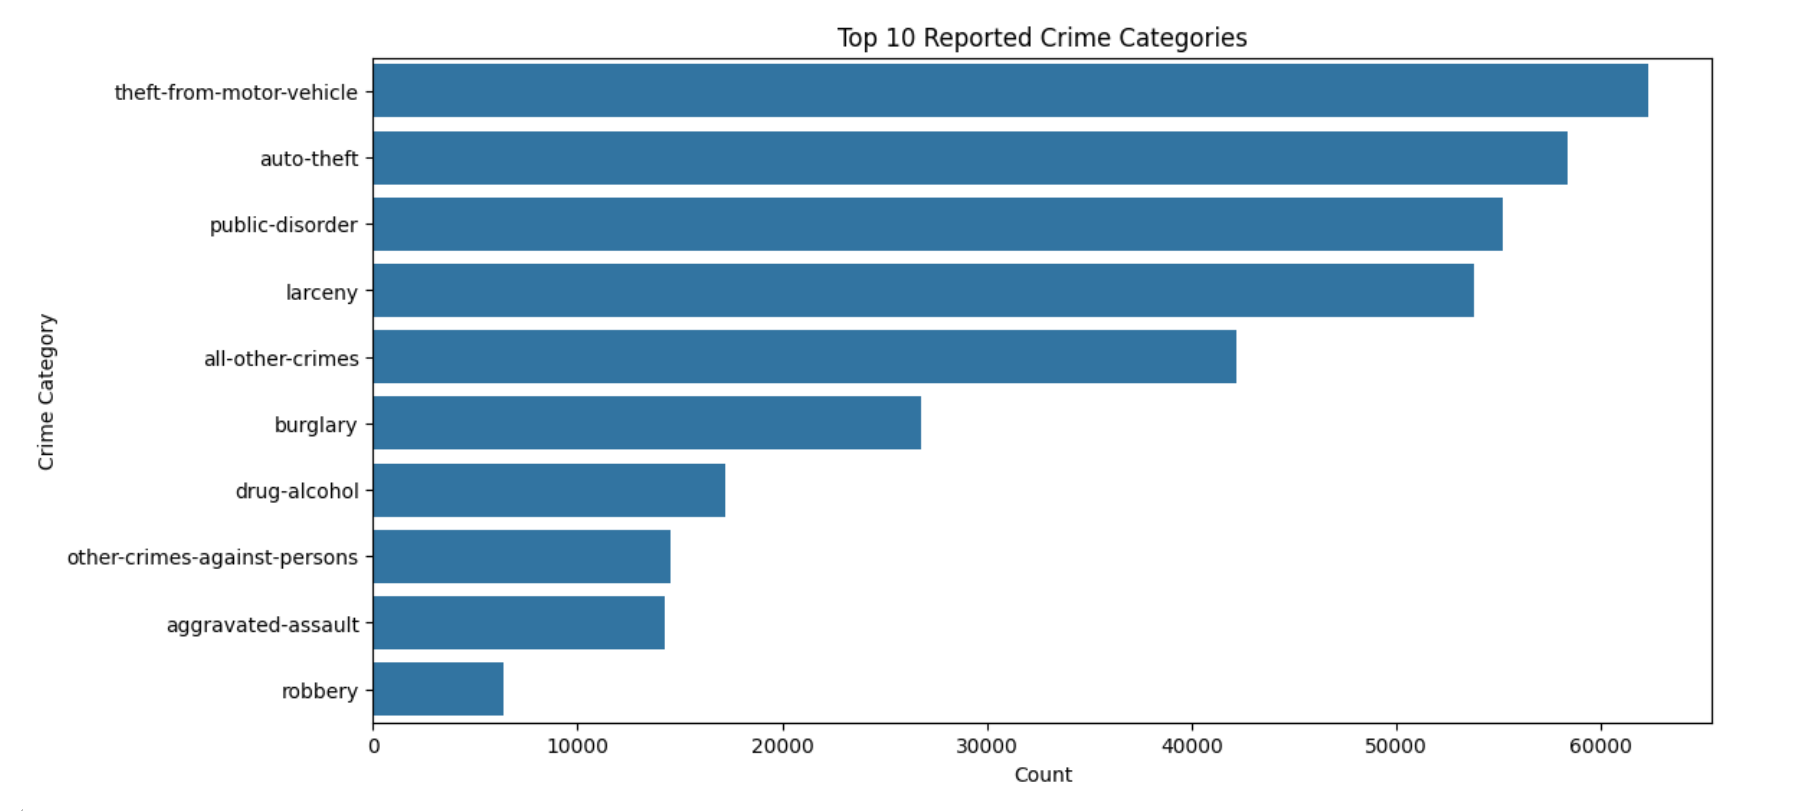 Top 10 Reported Crime Categories
Crime Category
theft-from-motor-vehicle
auto-theft
public-disorder
larceny
all-other-crimes
burglary
drug-alcohol
other-crimes-against-persons
aggravated-assault
robbery
0 10000 20000 30000 40000 50000 60000
Count